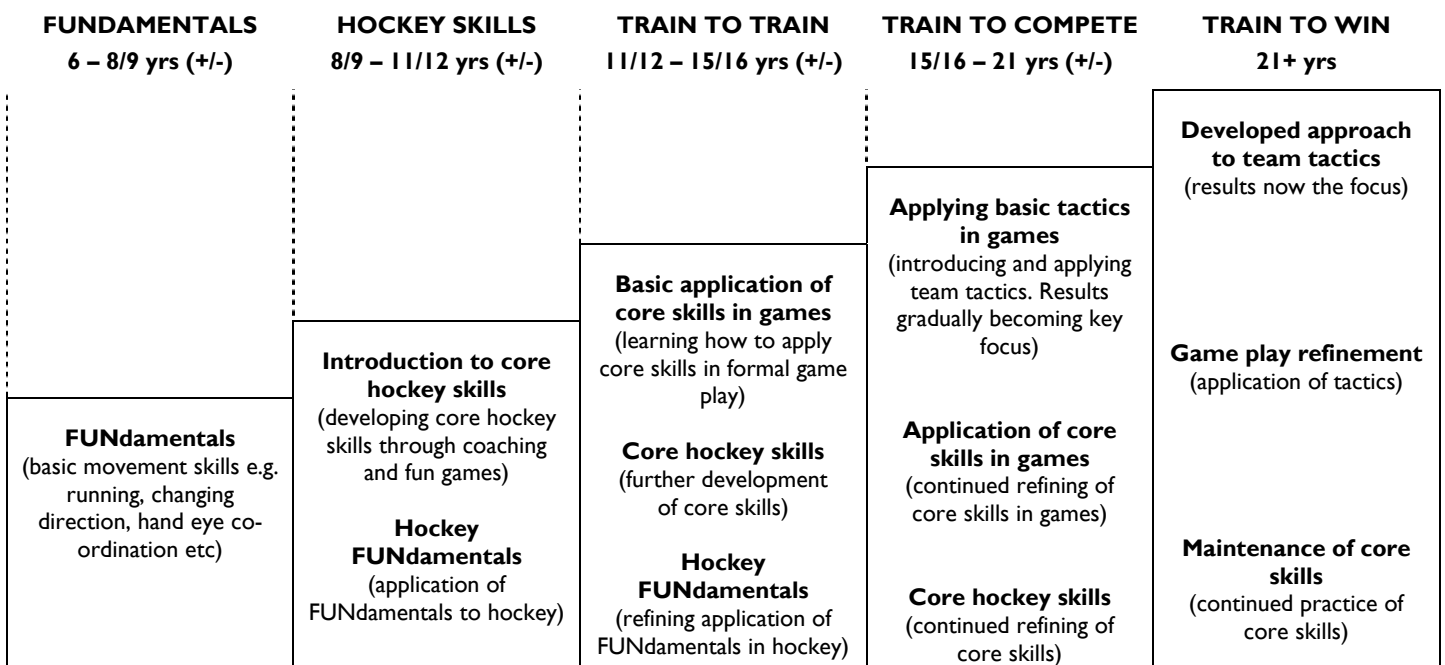 FUNDAMENTALS
6 – 8/9 yrs (+/-)
HOCKEY SKILLS
8/9 – 11/12 yrs (+/-)
TRAIN TO TRAIN
11/12 – 15/16 yrs (+/-)
TRAIN TO COMPETE
15/16 – 21 yrs (+/-)
TRAIN TO WIN
21+ yrs
FUNdamentals
(basic movement skills e.g.
running, changing
direction, hand eye co-
ordination etc)
Introduction to core
hockey skills
(developing core hockey
skills through coaching
and fun games)
Hockey
FUNdamentals
(application of
FUNdamentals to hockey)
Basic application of
core skills in games
(learning how to apply
core skills in formal game
play)
Core hockey skills
(further development
of core skills)
Hockey
FUNdamentals
(refining application of
FUNdamentals in hockey)
Applying basic tactics
in games
(introducing and applying
team tactics. Results
gradually becoming key
focus)
Application of core
skills in games
(continued refining of
core skills in games)
Core hockey skills
(continued refining of
core skills)
Developed approach
to team tactics
(results now the focus)
Game play refinement
(application of tactics)
Maintenance of core
skills
(continued practice of
core skills)